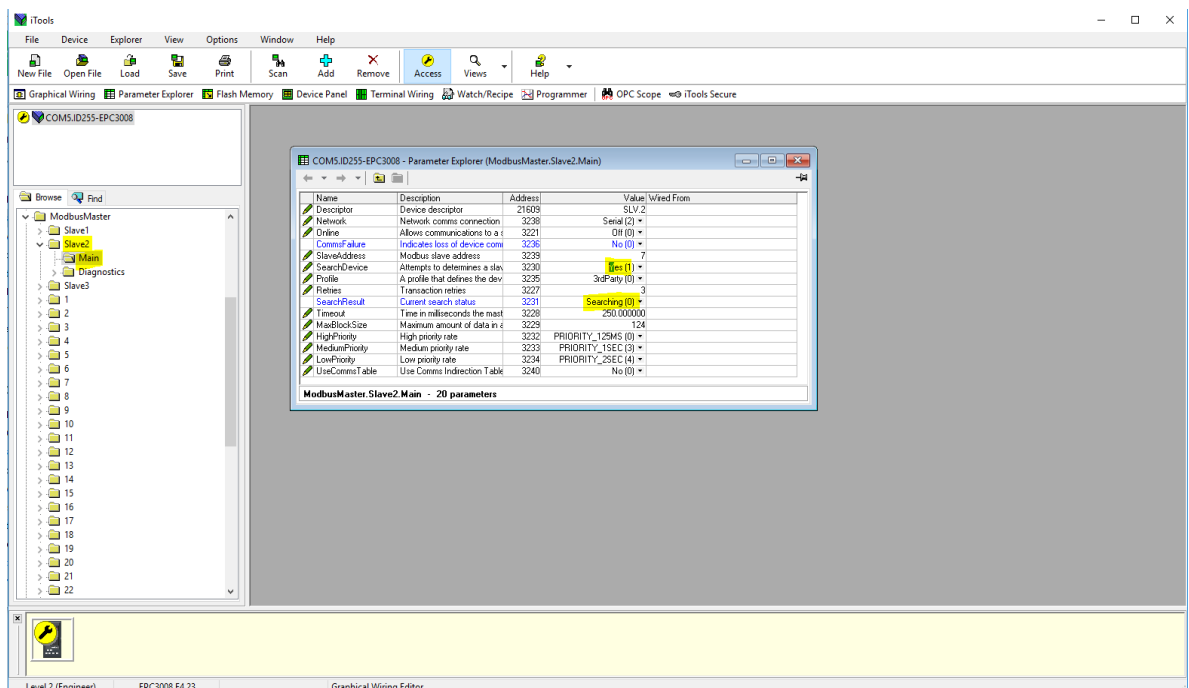 iTools
File Device Explorer View Options Window Help
New File Open File Load Save Print Scan Add Remove Access Views Help
Graphical Wiring Parameter Explorer Flash Memory Device Panel Terminal Wiring Watch/Recipe Programmer OPC Scope iTools Secure
COM5.ID255-EPC3008
COM5.ID255-EPC3008 - Parameter Explorer (ModbusMaster.Slave2.Main)
Name Description Address Value Wired From
Descriptor Device descriptor 21609 SLV.2
Network Network comms connection 3238 Serial (2)
Online Allows communications to a s 3221 Off (0)
CommsFailure Indicates loss of device com 3236 No (0)
SlaveAddress Modbus slave address 3239 7
SearchDevice Attempts to determines a slav 3230 Yes (1)
Profile A profile that defines the dev 3235 3rdParty (0)
Retries Transaction retries 3227 3
SearchResult Current search status 3231 Searching (0)
Timeout Time in milliseconds the mast 3228 250.000000
MaxBlockSize Maximum amount of data in a 3229 124
HighPriority High priority rate 3232 PRIORITY_125MS (0)
MediumPriority Medium priority rate 3233 PRIORITY_1SEC (3)
LowPriority Low priority rate 3234 PRIORITY_2SEC (4)
UseCommsTable Use Comms Indirection Table 3240 No (0)
ModbusMaster.Slave2.Main - 20 parameters
Browse Find
ModbusMaster
Slave1
Slave2
Main
Diagnostics
Slave3
1
2
3
4
5
6
7
8
9
10
11
12
13
14
15
16
17
18
19
20
21
22
Level 2 (Engineer) EPC3008 E4.23 Graphical Wiring Editor